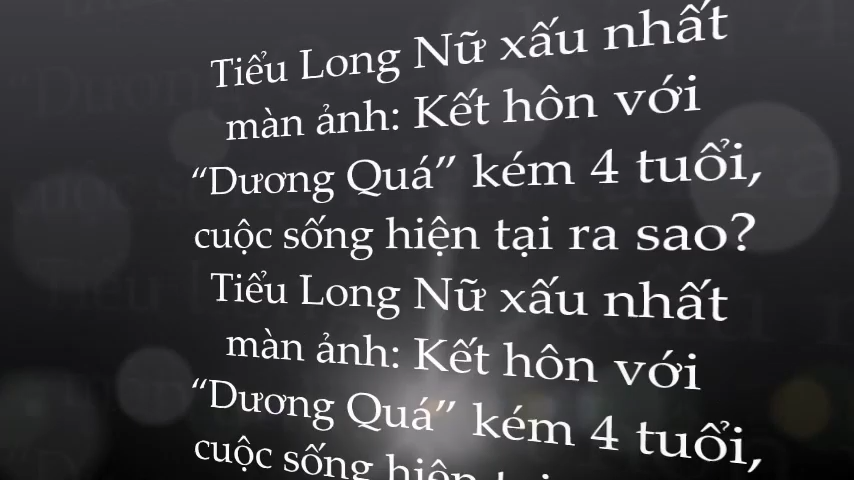 Tiểu Long Nữ xấu nhất
màn ảnh: Kết hôn với
“Dương Quá” kém 4 tuổi,
cuộc sống hiện tại ra sao?
Tiểu Long Nữ xấu nhất
màn ảnh: Kết hôn với
“Dương Quá” kém 4 tuổi,
cuộc sống hiện tại